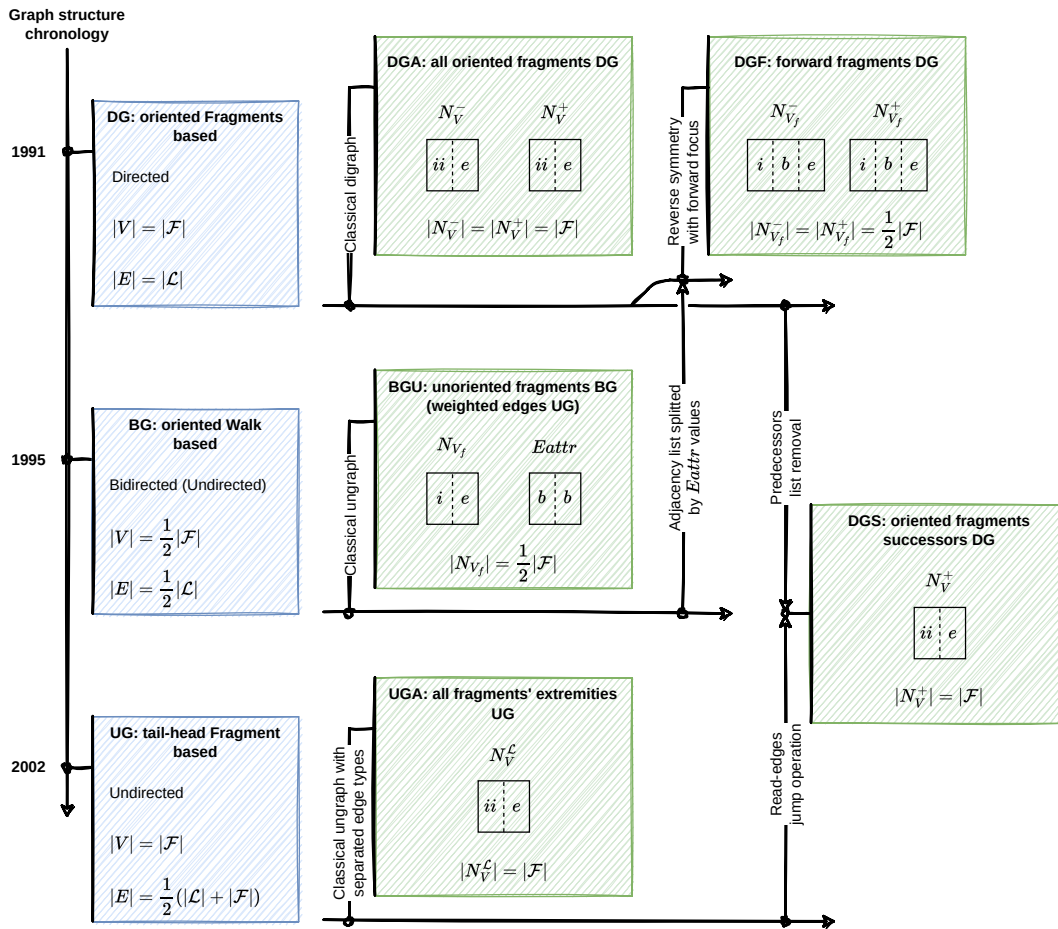 Graph structure
chronology
1991
DG: oriented Fragments
based
Directed
|V| = |ℱ|
|E| = |ℒ|
Classical digraph
DGA: all oriented fragments DG
N_V^- N_V^+
ii e ii e
|N_V^-| = |N_V^+| = |ℱ|
Reverse symmetry
with forward focus
DGF: forward fragments DG
N_{V_f}^- N_{V_f}^+
i b e i b e
|N_{V_f}^-| = |N_{V_f}^+| = 1/2 |ℱ|
1995
BG: oriented Walk
based
Bidirected (Undirected)
|V| = 1/2 |ℱ|
|E| = 1/2 |ℒ|
Classical ungraph
BGU: unoriented fragments BG
(weighted edges UG)
N_{V_f} Eattr
i e b b
|N_{V_f}| = 1/2 |ℱ|
Adjacency list splitted
by Eattr values
Predecessors
list removal
DGS: oriented fragments
successors DG
N_V^+
ii e
|N_V^+| = |ℱ|
2002
UG: tail-head Fragment
based
Undirected
|V| = |ℱ|
|E| = 1/2 (|ℒ| + |ℱ|)
Classical ungraph with
separated edge types
UGA: all fragments' extremities
UG
N_V^ℒ
ii e
|N_V^ℒ| = |ℱ|
Read-edges
jump operation